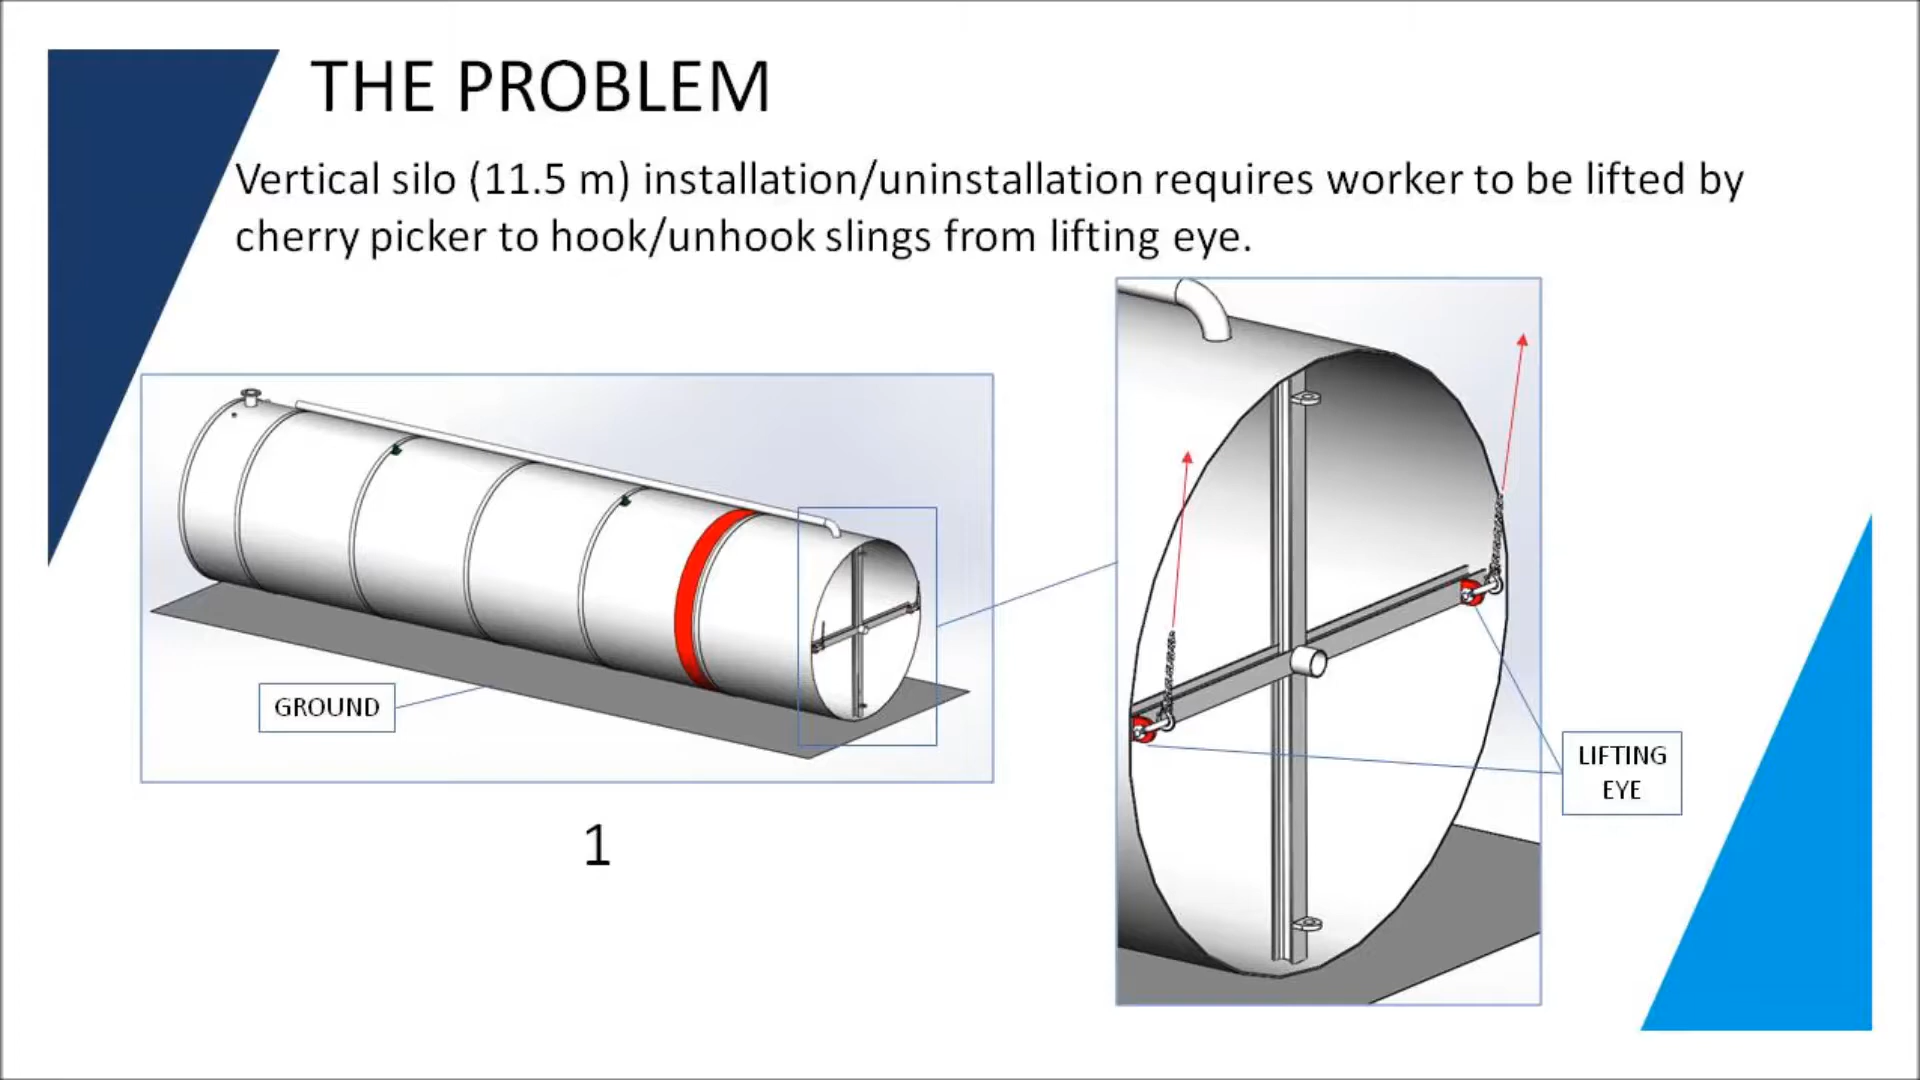 THE PROBLEM
Vertical silo (11.5 m) installation/uninstallation requires worker to be lifted by
cherry picker to hook/unhook slings from lifting eye.
GROUND
LIFTING
EYE
1